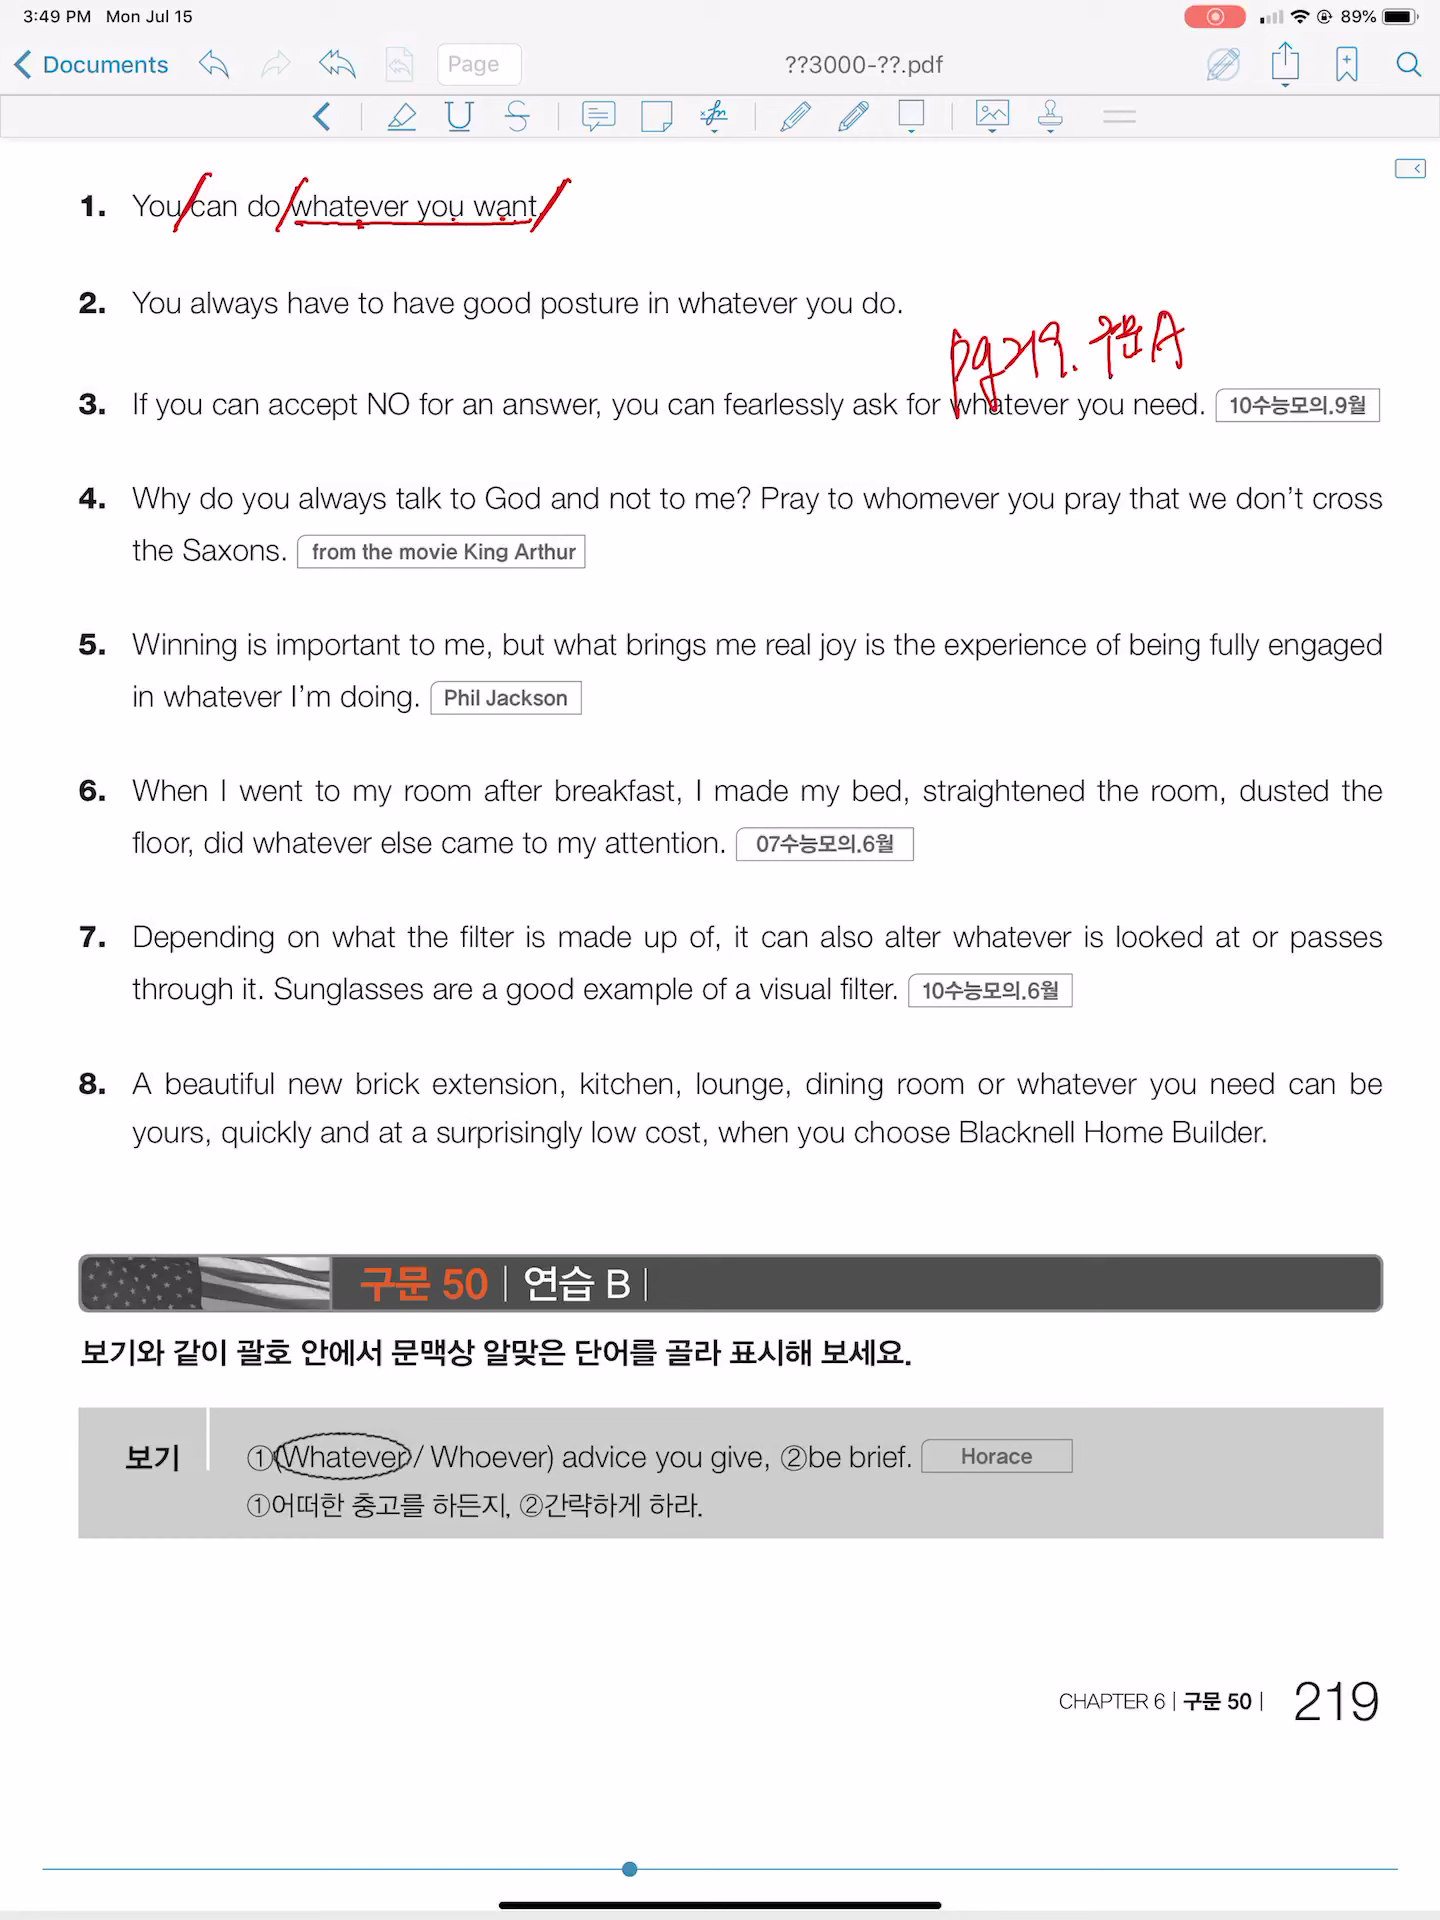 3:49 PM Mon Jul 15
89%
Documents
Page
??3000-??.pdf
1. You can do whatever you want.
2. You always have to have good posture in whatever you do.
pg 219. 구문 A
3. If you can accept NO for an answer, you can fearlessly ask for whatever you need. 10수능모의.9월
4. Why do you always talk to God and not to me? Pray to whomever you pray that we don't cross
the Saxons. from the movie King Arthur
5. Winning is important to me, but what brings me real joy is the experience of being fully engaged
in whatever I'm doing. Phil Jackson
6. When I went to my room after breakfast, I made my bed, straightened the room, dusted the
floor, did whatever else came to my attention. 07수능모의.6월
7. Depending on what the filter is made up of, it can also alter whatever is looked at or passes
through it. Sunglasses are a good example of a visual filter. 10수능모의.6월
8. A beautiful new brick extension, kitchen, lounge, dining room or whatever you need can be
yours, quickly and at a surprisingly low cost, when you choose Blacknell Home Builder.
구문 50 | 연습 B |
보기와 같이 괄호 안에서 문맥상 알맞은 단어를 골라 표시해 보세요.
보기 ①(Whatever / Whoever) advice you give, ②be brief. Horace
①어떠한 충고를 하든지, ②간략하게 하라.
CHAPTER 6 | 구문 50 | 219